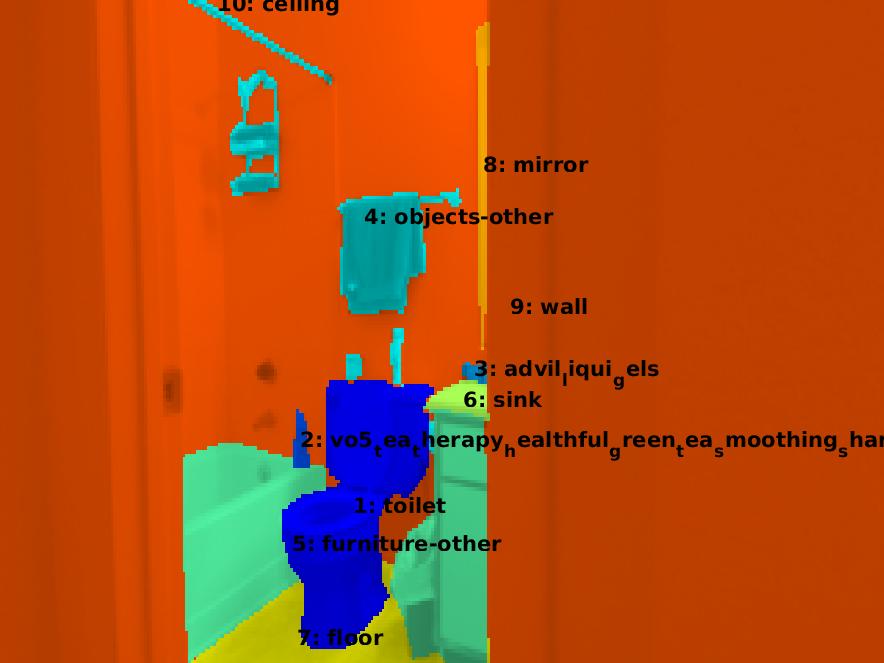 10: ceiling
8: mirror
4: objects-other
9: wall
3: advil_liqui_gels
6: sink
2: vo5_tea_therapy_healthful_green_tea_smoothing_shar
1: toilet
5: furniture-other
7: floor